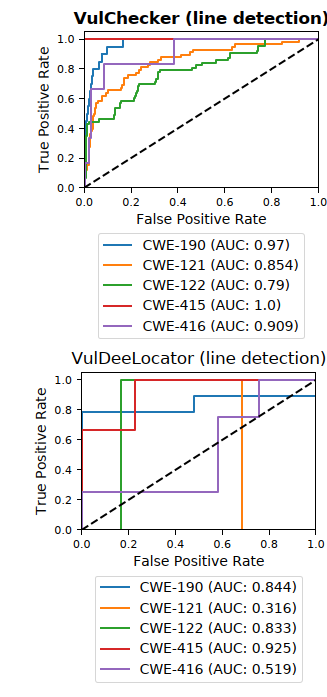 VulChecker (line detection)
1.0
0.8
0.6
0.4
0.2
0.0
True Positive Rate
0.0 0.2 0.4 0.6 0.8 1.0
False Positive Rate
CWE-190 (AUC: 0.97)
CWE-121 (AUC: 0.854)
CWE-122 (AUC: 0.79)
CWE-415 (AUC: 1.0)
CWE-416 (AUC: 0.909)
VulDeeLocator (line detection)
1.0
0.8
0.6
0.4
0.2
0.0
True Positive Rate
0.0 0.2 0.4 0.6 0.8 1.0
False Positive Rate
CWE-190 (AUC: 0.844)
CWE-121 (AUC: 0.316)
CWE-122 (AUC: 0.833)
CWE-415 (AUC: 0.925)
CWE-416 (AUC: 0.519)